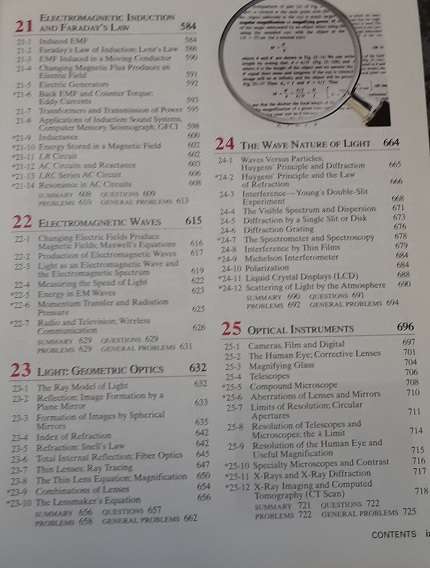 21 ELECTROMAGNETIC INDUCTION
AND FARADAY'S LAW 584
21-1 Induced EMF 584
21-2 Faraday's Law of Induction; Lenz's Law 586
21-3 EMF Induced in a Moving Conductor 590
21-4 Changing Magnetic Flux Produces an
Electric Field 591
21-5 Electric Generators 592
*21-6 Back EMF and Counter Torque;
Eddy Currents 593
21-7 Transformers and Transmission of Power 595
*21-8 Applications of Induction: Sound Systems,
Computer Memory, Seismograph, GFCI 598
*21-9 Inductance 600
*21-10 Energy Stored in a Magnetic Field 602
*21-11 LR Circuit 602
*21-12 AC Circuits and Reactance 603
*21-13 LRC Series AC Circuit 606
*21-14 Resonance in AC Circuits 608
SUMMARY 608 QUESTIONS 609
PROBLEMS GENERAL PROBLEMS 613
22 ELECTROMAGNETIC WAVES 615
22-1 Changing Electric Fields Produce
Magnetic Fields; Maxwell's Equations 616
22-2 Production of Electromagnetic Waves 617
22-3 Light as an Electromagnetic Wave and
the Electromagnetic Spectrum 619
22-4 Measuring the Speed of Light 622
*22-5 Energy in EM Waves 623
*22-6 Momentum Transfer and Radiation
Pressure 625
*22-7 Radio and Television; Wireless
Communication 626
SUMMARY 629 QUESTIONS 629
PROBLEMS 629 GENERAL PROBLEMS 631
23 LIGHT: GEOMETRIC OPTICS 632
23-1 The Ray Model of Light 632
23-2 Reflection; Image Formation by a
Plane Mirror 633
23-3 Formation of Images by Spherical
Mirrors 635
23-4 Index of Refraction 642
23-5 Refraction: Snell's Law 642
23-6 Total Internal Reflection; Fiber Optics 645
23-7 Thin Lenses; Ray Tracing 647
23-8 The Thin Lens Equation; Magnification 650
*23-9 Combinations of Lenses 654
*23-10 The Lensmaker's Equation 656
SUMMARY 656 QUESTIONS 657
PROBLEMS 658 GENERAL PROBLEMS 662
24 THE WAVE NATURE OF LIGHT 664
24-1 Waves Versus Particles;
Huygens' Principle and Diffraction 665
*24-2 Huygens' Principle and the Law
of Refraction 666
24-3 Interference—Young's Double-Slit
Experiment 668
24-4 The Visible Spectrum and Dispersion 671
24-5 Diffraction by a Single Slit or Disk 673
24-6 Diffraction Grating 676
*24-7 The Spectrometer and Spectroscopy 678
24-8 Interference by Thin Films 679
*24-9 Michelson Interferometer 684
24-10 Polarization 684
*24-11 Liquid Crystal Displays (LCD) 688
*24-12 Scattering of Light by the Atmosphere 690
SUMMARY 690 QUESTIONS 691
PROBLEMS 692 GENERAL PROBLEMS 694
25 OPTICAL INSTRUMENTS 696
25-1 Cameras, Film and Digital 697
25-2 The Human Eye; Corrective Lenses 701
25-3 Magnifying Glass 704
25-4 Telescopes 706
*25-5 Compound Microscope 708
*25-6 Aberrations of Lenses and Mirrors 710
25-7 Limits of Resolution; Circular
Apertures 711
25-8 Resolution of Telescopes and
Microscopes; the λ Limit 714
25-9 Resolution of the Human Eye and
Useful Magnification 715
*25-10 Specialty Microscopes and Contrast 716
*25-11 X-Rays and X-Ray Diffraction 717
*25-12 X-Ray Imaging and Computed
Tomography (CT Scan) 718
SUMMARY 721 QUESTIONS 722
PROBLEMS 722 GENERAL PROBLEMS 725
CONTENTS